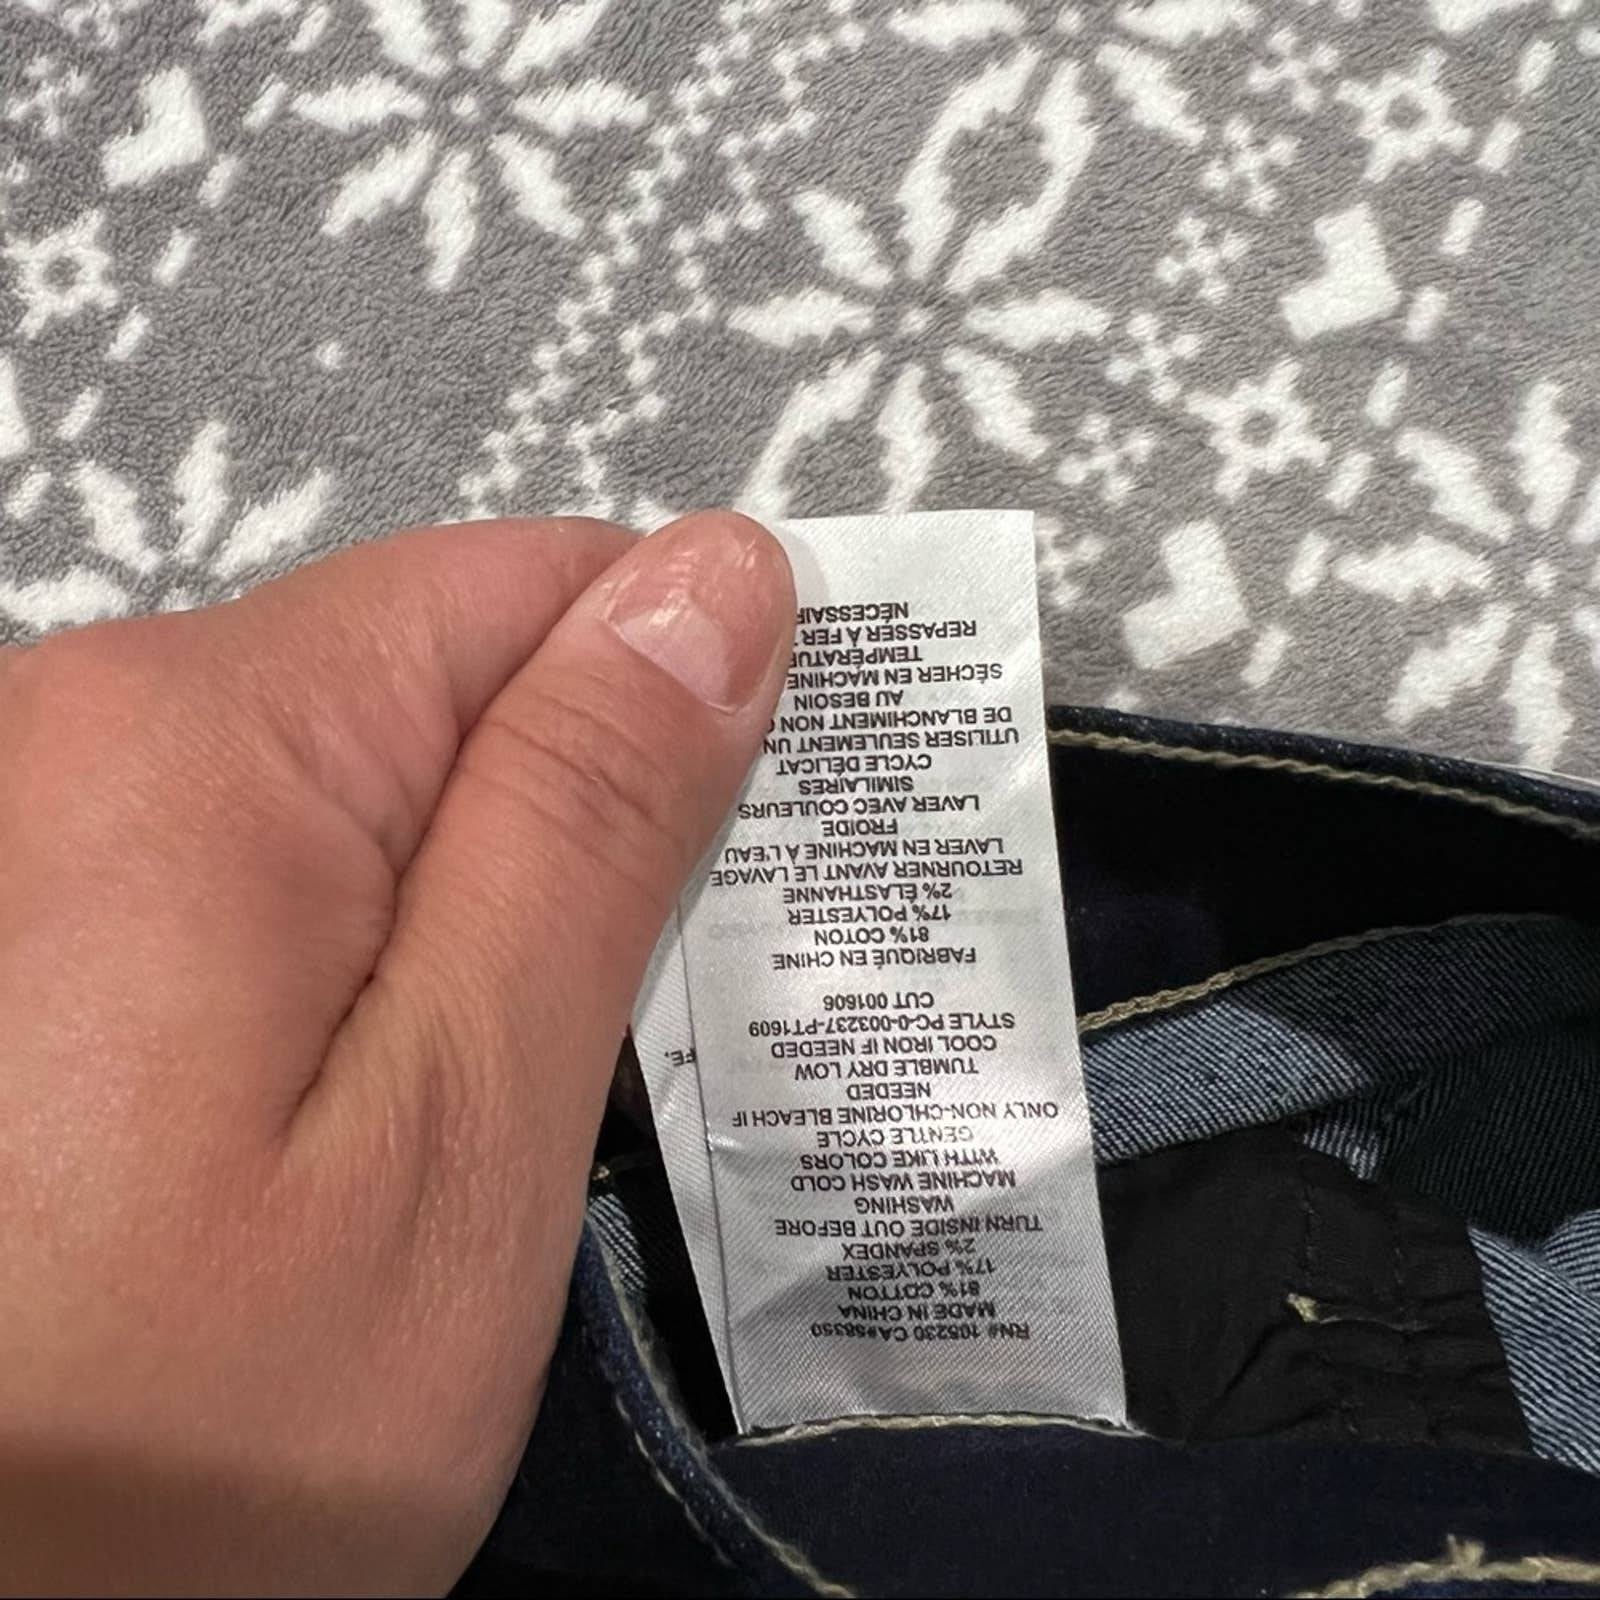 RN# 105230 CA#58350
MADE IN CHINA
81% COTTON
17% POLYESTER
2% SPANDEX
TURN INSIDE OUT BEFORE
WASHING
MACHINE WASH COLD
WITH LIKE COLORS
GENTLE CYCLE
ONLY NON-CHLORINE BLEACH IF
NEEDED
TUMBLE DRY LOW
COOL IRON IF NEEDED
STYLE PC-0-003237-PT1609
CUT 001606
FABRIQUÉ EN CHINE
81% COTON
17% POLYESTER
2% ÉLASTHANNE
RETOURNER AVANT LE LAVAGE
LAVER EN MACHINE À L'EAU
FROIDE
LAVER AVEC COULEURS
SIMILAIRES
CYCLE DÉLICAT
UTILISER SEULEMENT UN
DE BLANCHIMENT NON
AU BESOIN
SÉCHER EN MACHINE
TEMPÉRATUR
REPASSER À FER
NÉCESSAIR
FE.